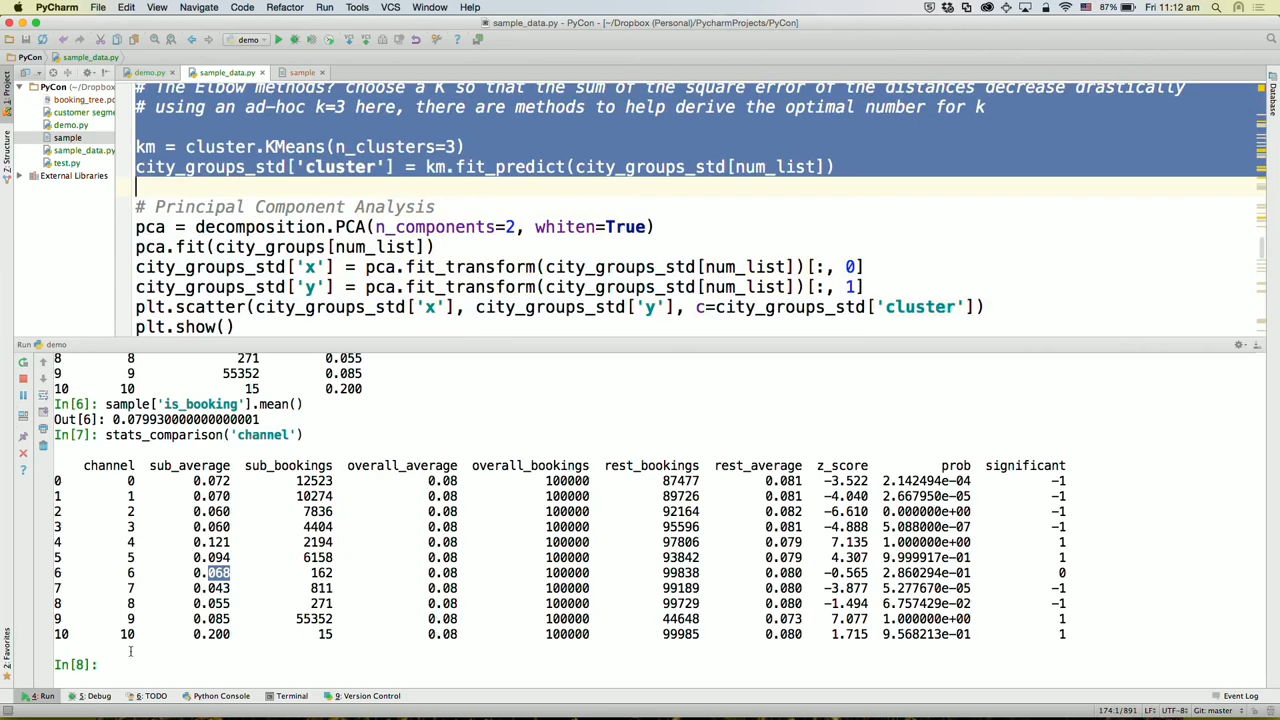 PyCharm File Edit View Navigate Code Refactor Run Tools VCS Window Help 87% Fri 11:12 am
sample_data.py - PyCon - [~/Dropbox (Personal)/PycharmProjects/PyCon]
demo
PyCon sample_data.py
demo.py sample_data.py sample
1: Project
Z: Structure
2: Favorites
Database
PyCon (~/Dropbox
booking_tree.pd
customer segme
demo.py
sample
sample_data.py
test.py
External Libraries
# The Elbow methods? choose a K so that the sum of the square error of the distances decrease drastically
# using an ad-hoc k=3 here, there are methods to help derive the optimal number for k
km = cluster.KMeans(n_clusters=3)
city_groups_std['cluster'] = km.fit_predict(city_groups_std[num_list])
# Principal Component Analysis
pca = decomposition.PCA(n_components=2, whiten=True)
pca.fit(city_groups[num_list])
city_groups_std['x'] = pca.fit_transform(city_groups_std[num_list])[:, 0]
city_groups_std['y'] = pca.fit_transform(city_groups_std[num_list])[:, 1]
plt.scatter(city_groups_std['x'], city_groups_std['y'], c=city_groups_std['cluster'])
plt.show()
Run demo
8 8 271 0.055
9 9 55352 0.085
10 10 15 0.200
In[6]: sample['is_booking'].mean()
Out[6]: 0.079930000000000001
In[7]: stats_comparison('channel')
channel sub_average sub_bookings overall_average overall_bookings rest_bookings rest_average z_score prob significant
0 0 0.072 12523 0.08 100000 87477 0.081 -3.522 2.142494e-04 -1
1 1 0.070 10274 0.08 100000 89726 0.081 -4.040 2.667950e-05 -1
2 2 0.060 7836 0.08 100000 92164 0.082 -6.610 0.000000e+00 -1
3 3 0.060 4404 0.08 100000 95596 0.081 -4.888 5.088000e-07 -1
4 4 0.121 2194 0.08 100000 97806 0.079 7.135 1.000000e+00 1
5 5 0.094 6158 0.08 100000 93842 0.079 4.307 9.999917e-01 1
6 6 0.068 162 0.08 100000 99838 0.080 -0.565 2.860294e-01 0
7 7 0.043 811 0.08 100000 99189 0.080 -3.877 5.277670e-05 -1
8 8 0.055 271 0.08 100000 99729 0.080 -1.494 6.757429e-02 -1
9 9 0.085 55352 0.08 100000 44648 0.073 7.077 1.000000e+00 1
10 10 0.200 15 0.08 100000 99985 0.080 1.715 9.568213e-01 1
In[8]:
4: Run 5: Debug 6: TODO Python Console Terminal 9: Version Control Event Log
174:1/891 LF÷ UTF-8÷ Git: master÷